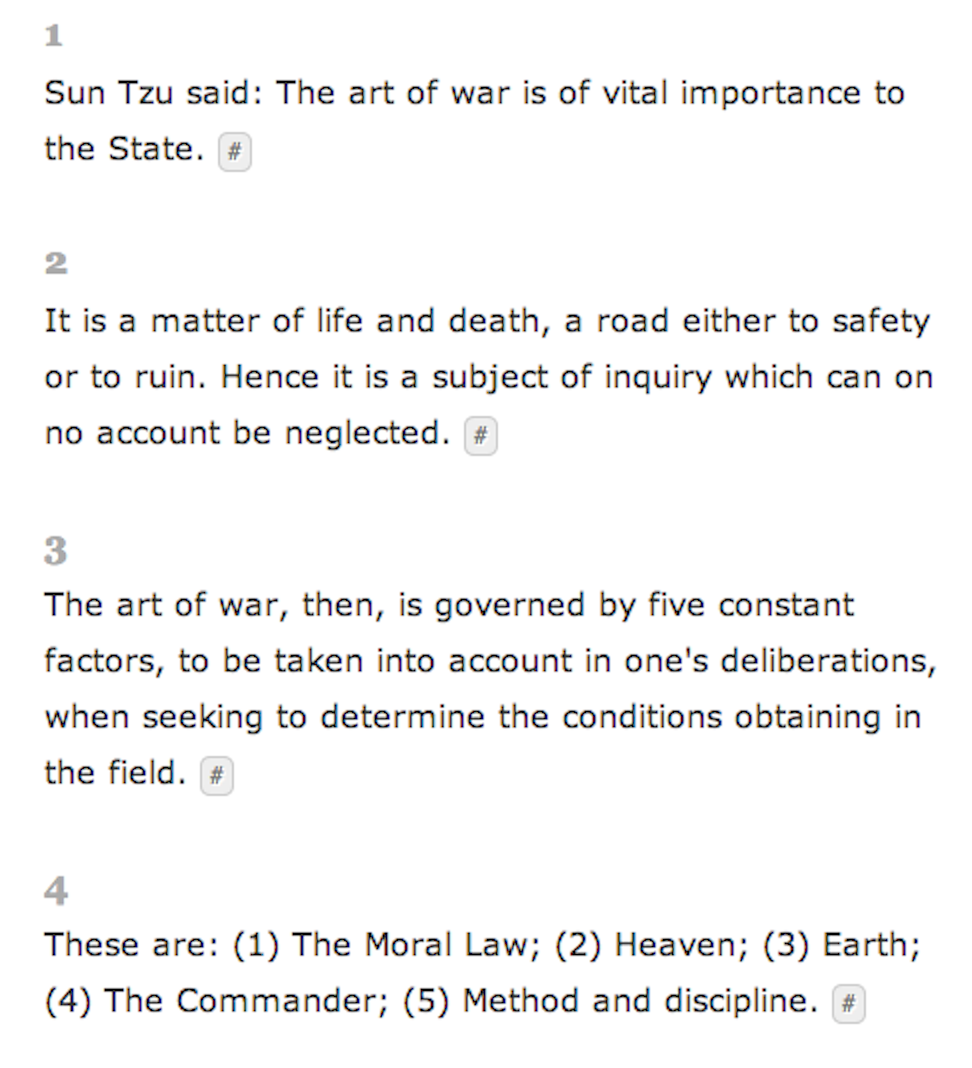 1
Sun Tzu said: The art of war is of vital importance to
the State. #
2
It is a matter of life and death, a road either to safety
or to ruin. Hence it is a subject of inquiry which can on
no account be neglected. #
3
The art of war, then, is governed by five constant
factors, to be taken into account in one's deliberations,
when seeking to determine the conditions obtaining in
the field. #
4
These are: (1) The Moral Law; (2) Heaven; (3) Earth;
(4) The Commander; (5) Method and discipline. #